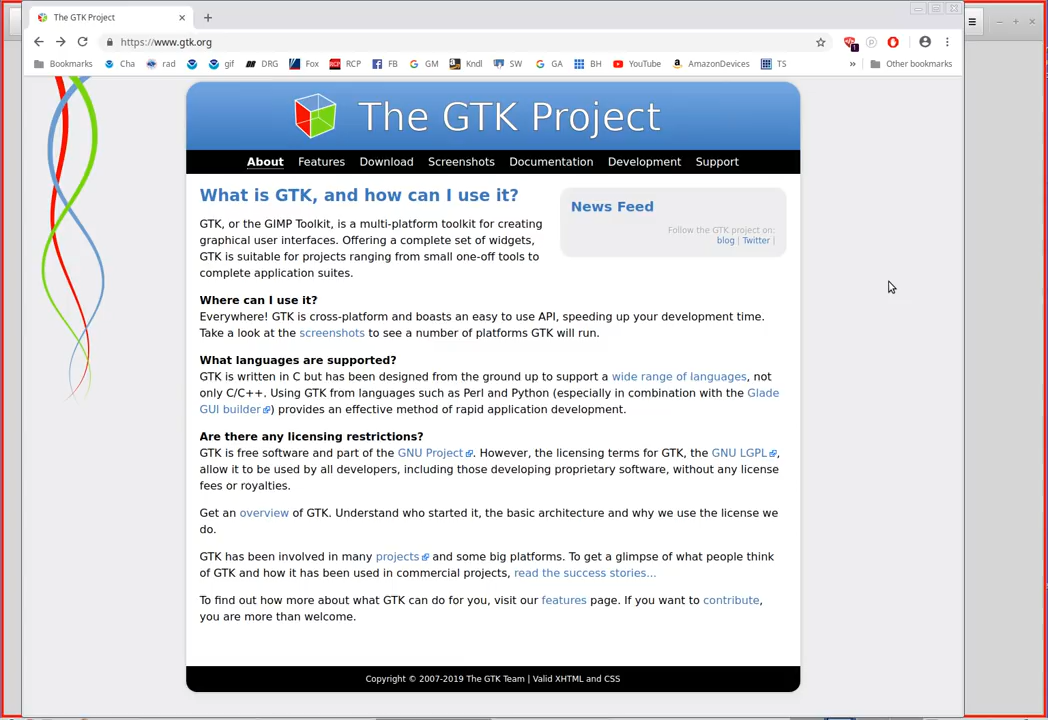 The GTK Project
https://www.gtk.org
1
Bookmarks Cha rad gif DRG Fox RCP FB GM Kndl SW GA BH YouTube AmazonDevices TS » Other bookmarks
The GTK Project
About Features Download Screenshots Documentation Development Support
What is GTK, and how can I use it?
GTK, or the GIMP Toolkit, is a multi-platform toolkit for creating
graphical user interfaces. Offering a complete set of widgets,
GTK is suitable for projects ranging from small one-off tools to
complete application suites.
News Feed
Follow the GTK project on:
blog | Twitter |
Where can I use it?
Everywhere! GTK is cross-platform and boasts an easy to use API, speeding up your development time.
Take a look at the screenshots to see a number of platforms GTK will run.
What languages are supported?
GTK is written in C but has been designed from the ground up to support a wide range of languages, not
only C/C++. Using GTK from languages such as Perl and Python (especially in combination with the Glade
GUI builder) provides an effective method of rapid application development.
Are there any licensing restrictions?
GTK is free software and part of the GNU Project. However, the licensing terms for GTK, the GNU LGPL,
allow it to be used by all developers, including those developing proprietary software, without any license
fees or royalties.
Get an overview of GTK. Understand who started it, the basic architecture and why we use the license we
do.
GTK has been involved in many projects and some big platforms. To get a glimpse of what people think
of GTK and how it has been used in commercial projects, read the success stories...
To find out how more about what GTK can do for you, visit our features page. If you want to contribute,
you are more than welcome.
Copyright © 2007-2019 The GTK Team | Valid XHTML and CSS